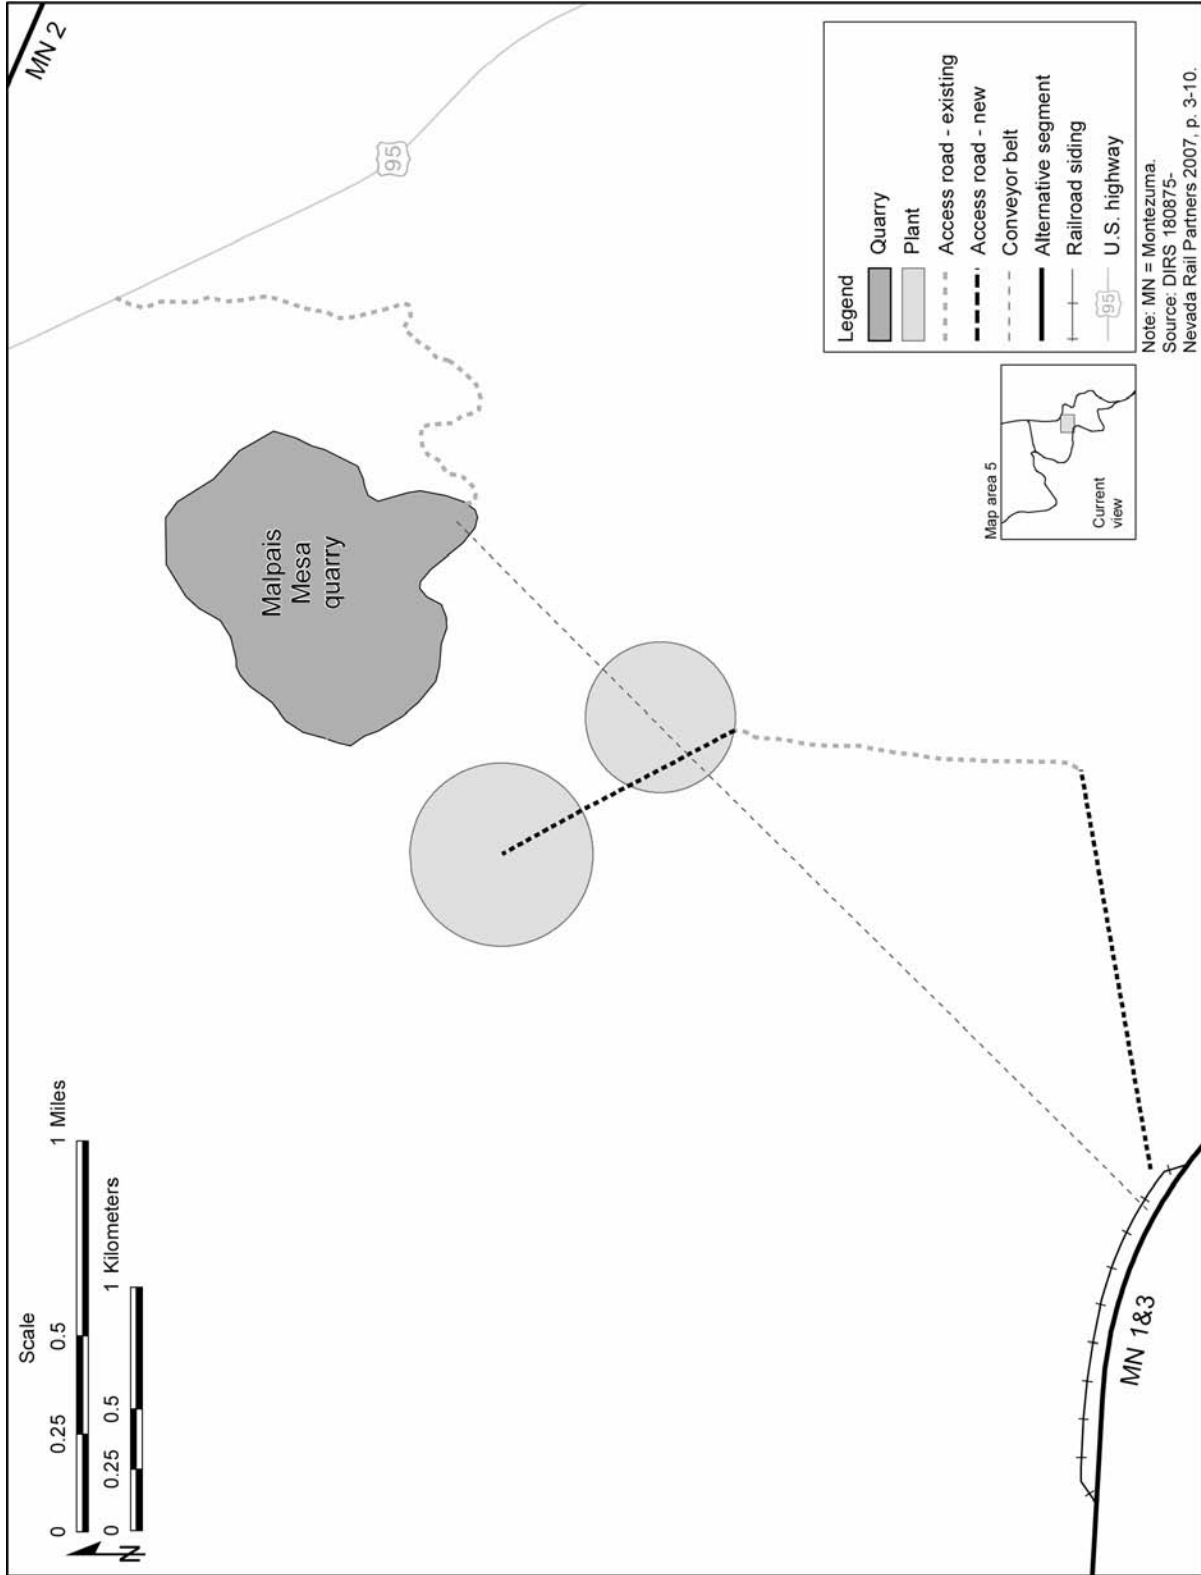 Scale
0 0.25 0.5 1 Miles
0 0.25 0.5 1 Kilometers
N
MN 2
95
Malpais
Mesa
quarry
MN 1&3
Map area 5
Current
view
Legend
Quarry
Plant
Access road - existing
Access road - new
Conveyor belt
Alternative segment
Railroad siding
95 U.S. highway
Note: MN = Montezuma.
Source: DIRS 180875-
Nevada Rail Partners 2007, p. 3-10.